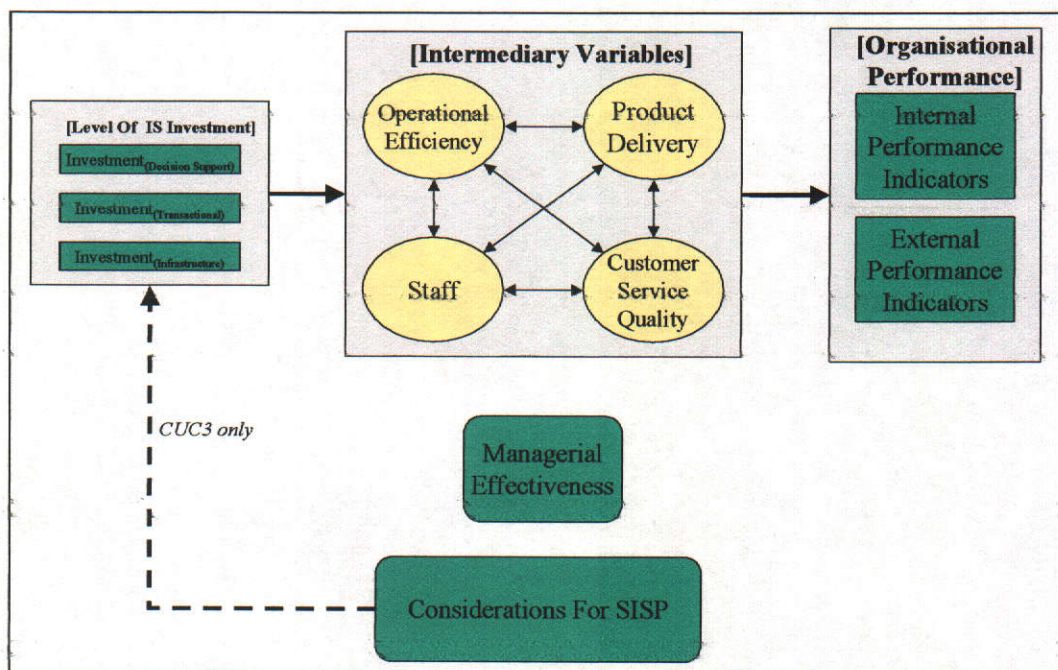 [Level Of IS Investment]
Investment(Decision Support)
Investment(Transactional)
Investment(Infrastructure)
[Intermediary Variables]
Operational
Efficiency
Product
Delivery
Staff
Customer
Service
Quality
[Organisational
Performance]
Internal
Performance
Indicators
External
Performance
Indicators
CUC3 only
Managerial
Effectiveness
Considerations For SISP